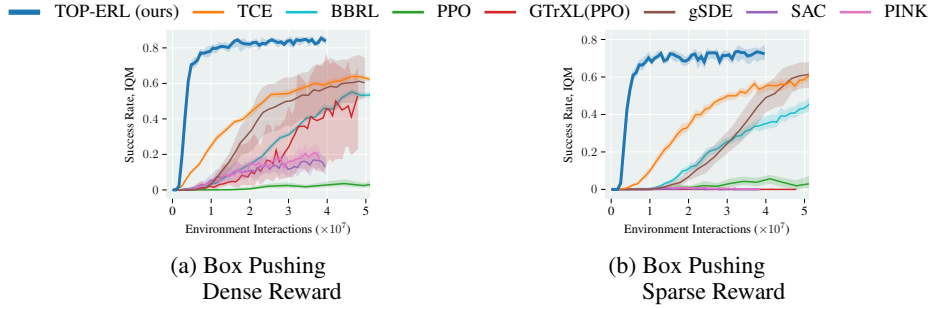 TOP-ERL (ours) TCE BBRL PPO GTrXL(PPO) gSDE SAC PINK
Success Rate, IQM
0.8
0.6
0.4
0.2
0
0 1 2 3 4 5
Environment Interactions (×10⁷)
(a) Box Pushing
Dense Reward
Success Rate, IQM
0.8
0.6
0.4
0.2
0
0 1 2 3 4 5
Environment Interactions (×10⁷)
(b) Box Pushing
Sparse Reward